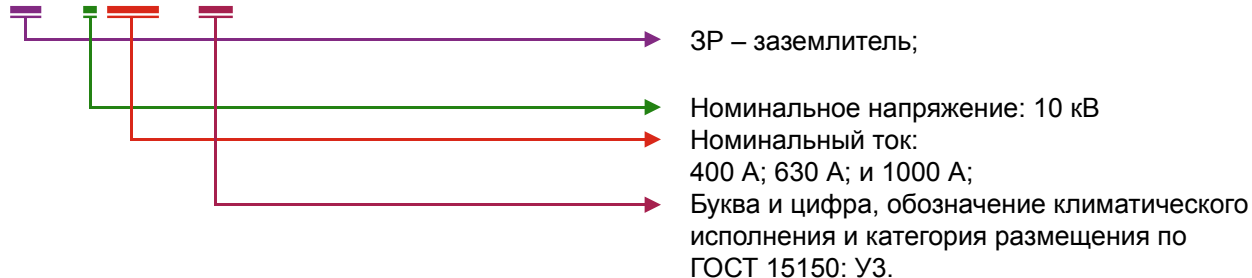 ЗР – заземлитель;
Номинальное напряжение: 10 кВ
Номинальный ток:
400 А; 630 А; и 1000 А;
Буква и цифра, обозначение климатического
исполнения и категория размещения по
ГОСТ 15150: У3.